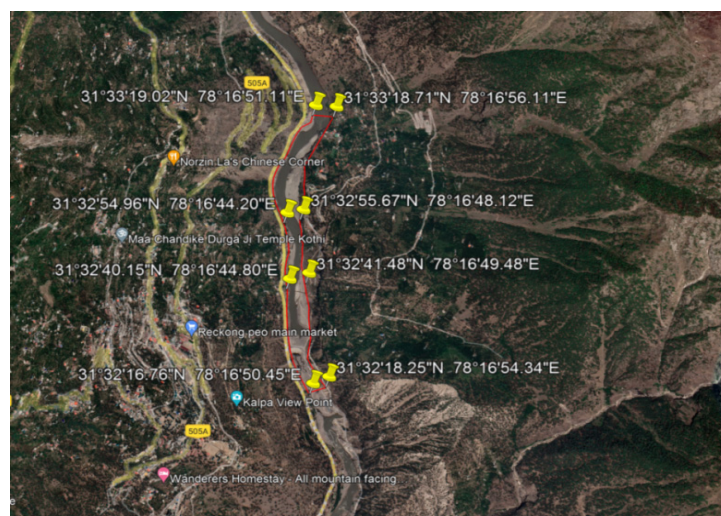 505A
31°33'19.02"N 78°16'51.11"E
31°33'18.71"N 78°16'56.11"E
Norzin La's Chinese Corner
31°32'54.96"N 78°16'44.20"E
31°32'55.67"N 78°16'48.12"E
Maa Chandike Durga Ji Temple Kothi
31°32'40.15"N 78°16'44.80"E
31°32'41.48"N 78°16'49.48"E
Reckong peo main market
31°32'16.76"N 78°16'50.45"E
31°32'18.25"N 78°16'54.34"E
Kalpa View Point
505A
Wanderers Homestay - All mountain facing...